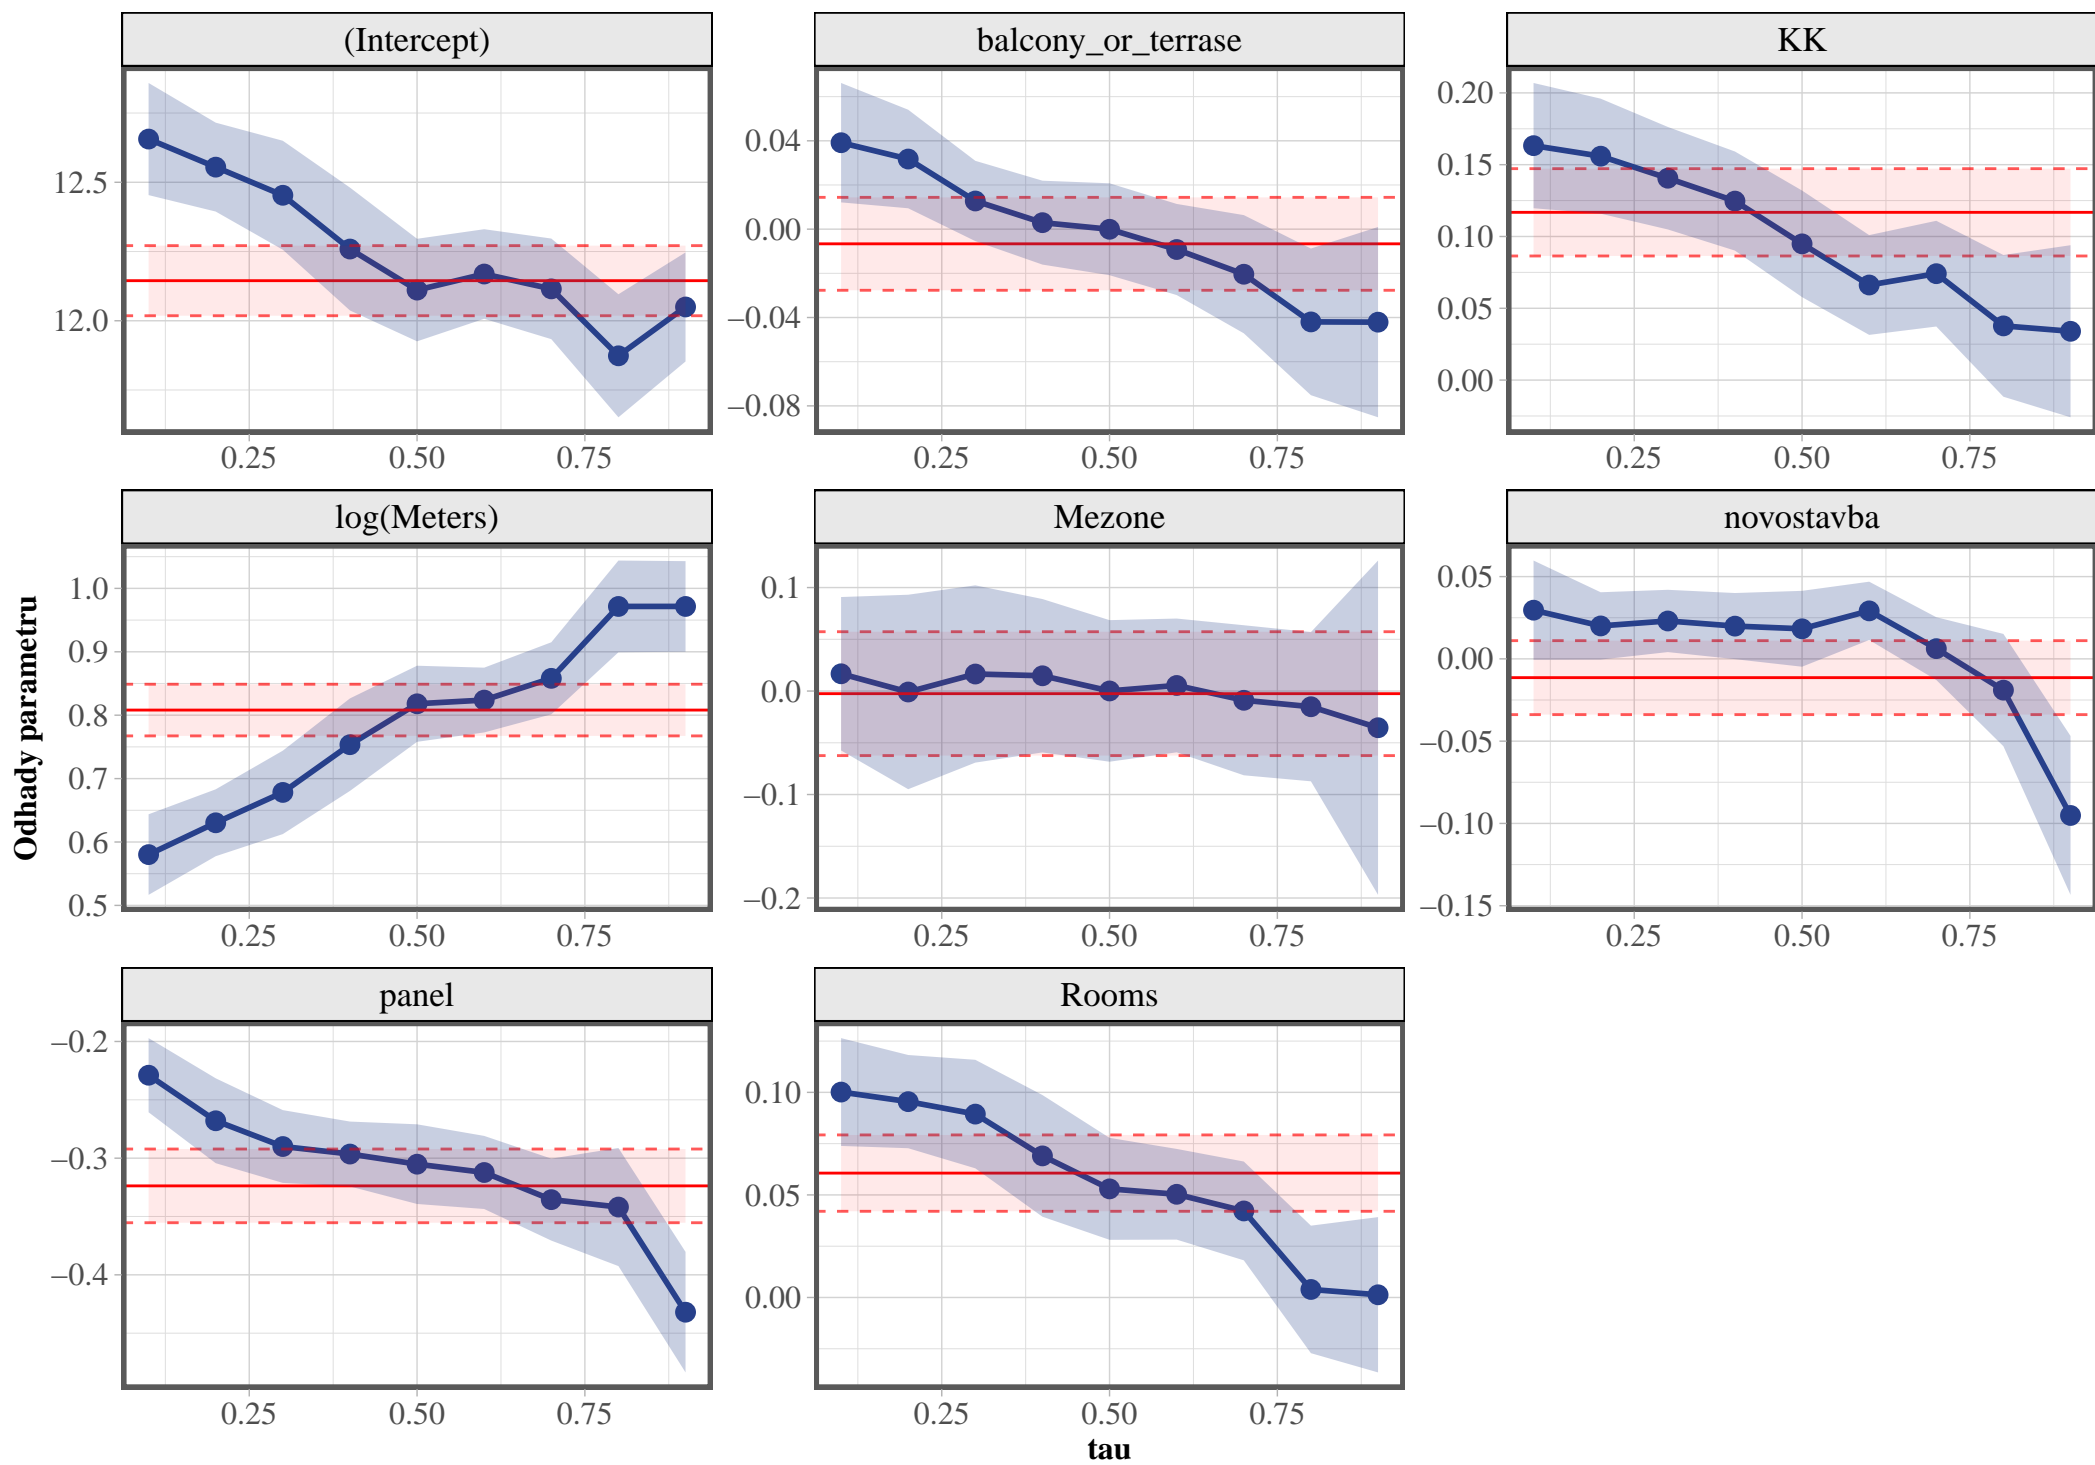 (Intercept)
balcony_or_terrase
KK
12.5
12.0
0.25 0.50 0.75
0.04
0.00
−0.04
−0.08
0.25 0.50 0.75
0.20
0.15
0.10
0.05
0.00
0.25 0.50 0.75
log(Meters)
Mezone
novostavba
Odhady parametru
1.0
0.9
0.8
0.7
0.6
0.5
0.25 0.50 0.75
0.1
0.0
−0.1
−0.2
0.25 0.50 0.75
0.05
0.00
−0.05
−0.10
−0.15
0.25 0.50 0.75
panel
Rooms
−0.2
−0.3
−0.4
0.25 0.50 0.75
0.10
0.05
0.00
0.25 0.50 0.75
tau